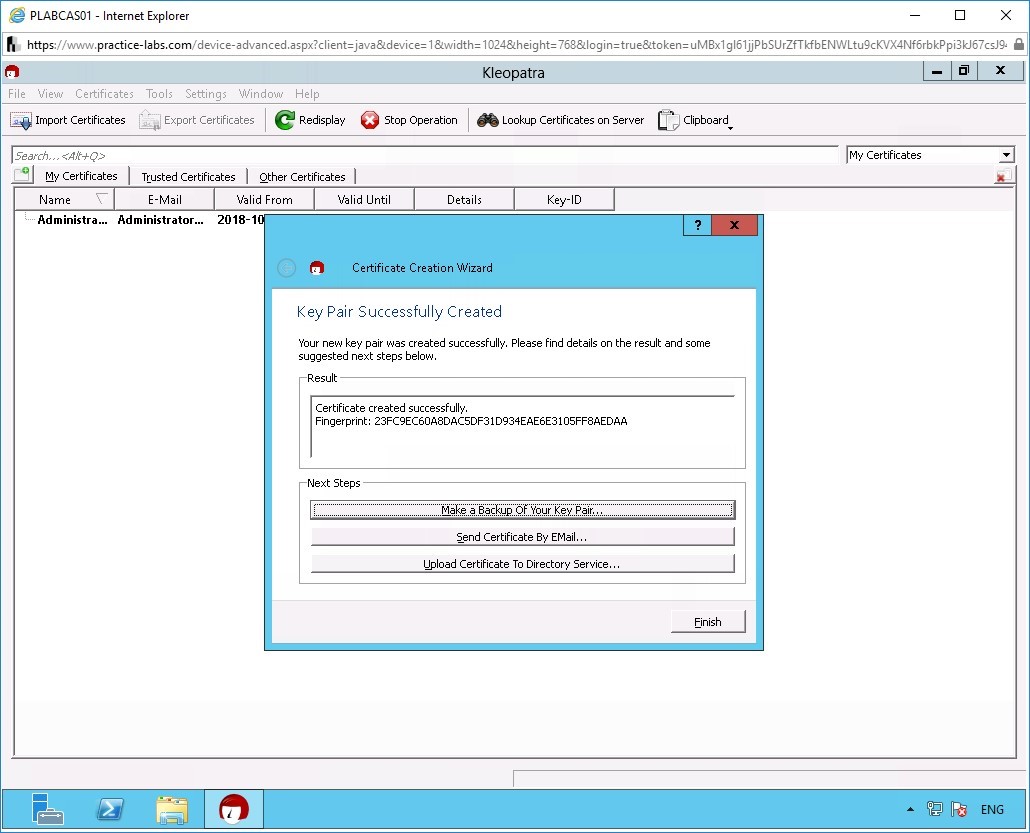 PLABCAS01 - Internet Explorer
https://www.practice-labs.com/device-advanced.aspx?client=java&device=1&width=1024&height=768&login=true&token=uMBx1gI61jjPbSUrZfTkfbENWLtu9cKVX4Nf6rbkPpi3kJ67csJ9
Kleopatra
File View Certificates Tools Settings Window Help
Import Certificates Export Certificates Redisplay Stop Operation Lookup Certificates on Server Clipboard
Search...<Alt+Q> My Certificates
My Certificates Trusted Certificates Other Certificates
Name E-Mail Valid From Valid Until Details Key-ID
Administra... Administrator... 2018-10
?
Certificate Creation Wizard
Key Pair Successfully Created
Your new key pair was created successfully. Please find details on the result and some
suggested next steps below.
Result
Certificate created successfully.
Fingerprint: 23FC9EC60A8DAC5DF31D934EAE6E3105FF8AEDAA
Next Steps
Make a Backup Of Your Key Pair...
Send Certificate By EMail...
Upload Certificate To Directory Service...
Finish
ENG